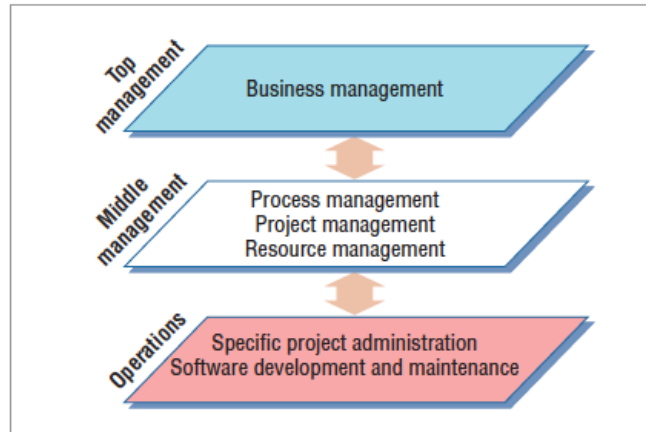 Top
management
Business management
Middle
management
Process management
Project management
Resource management
Operations
Specific project administration
Software development and maintenance